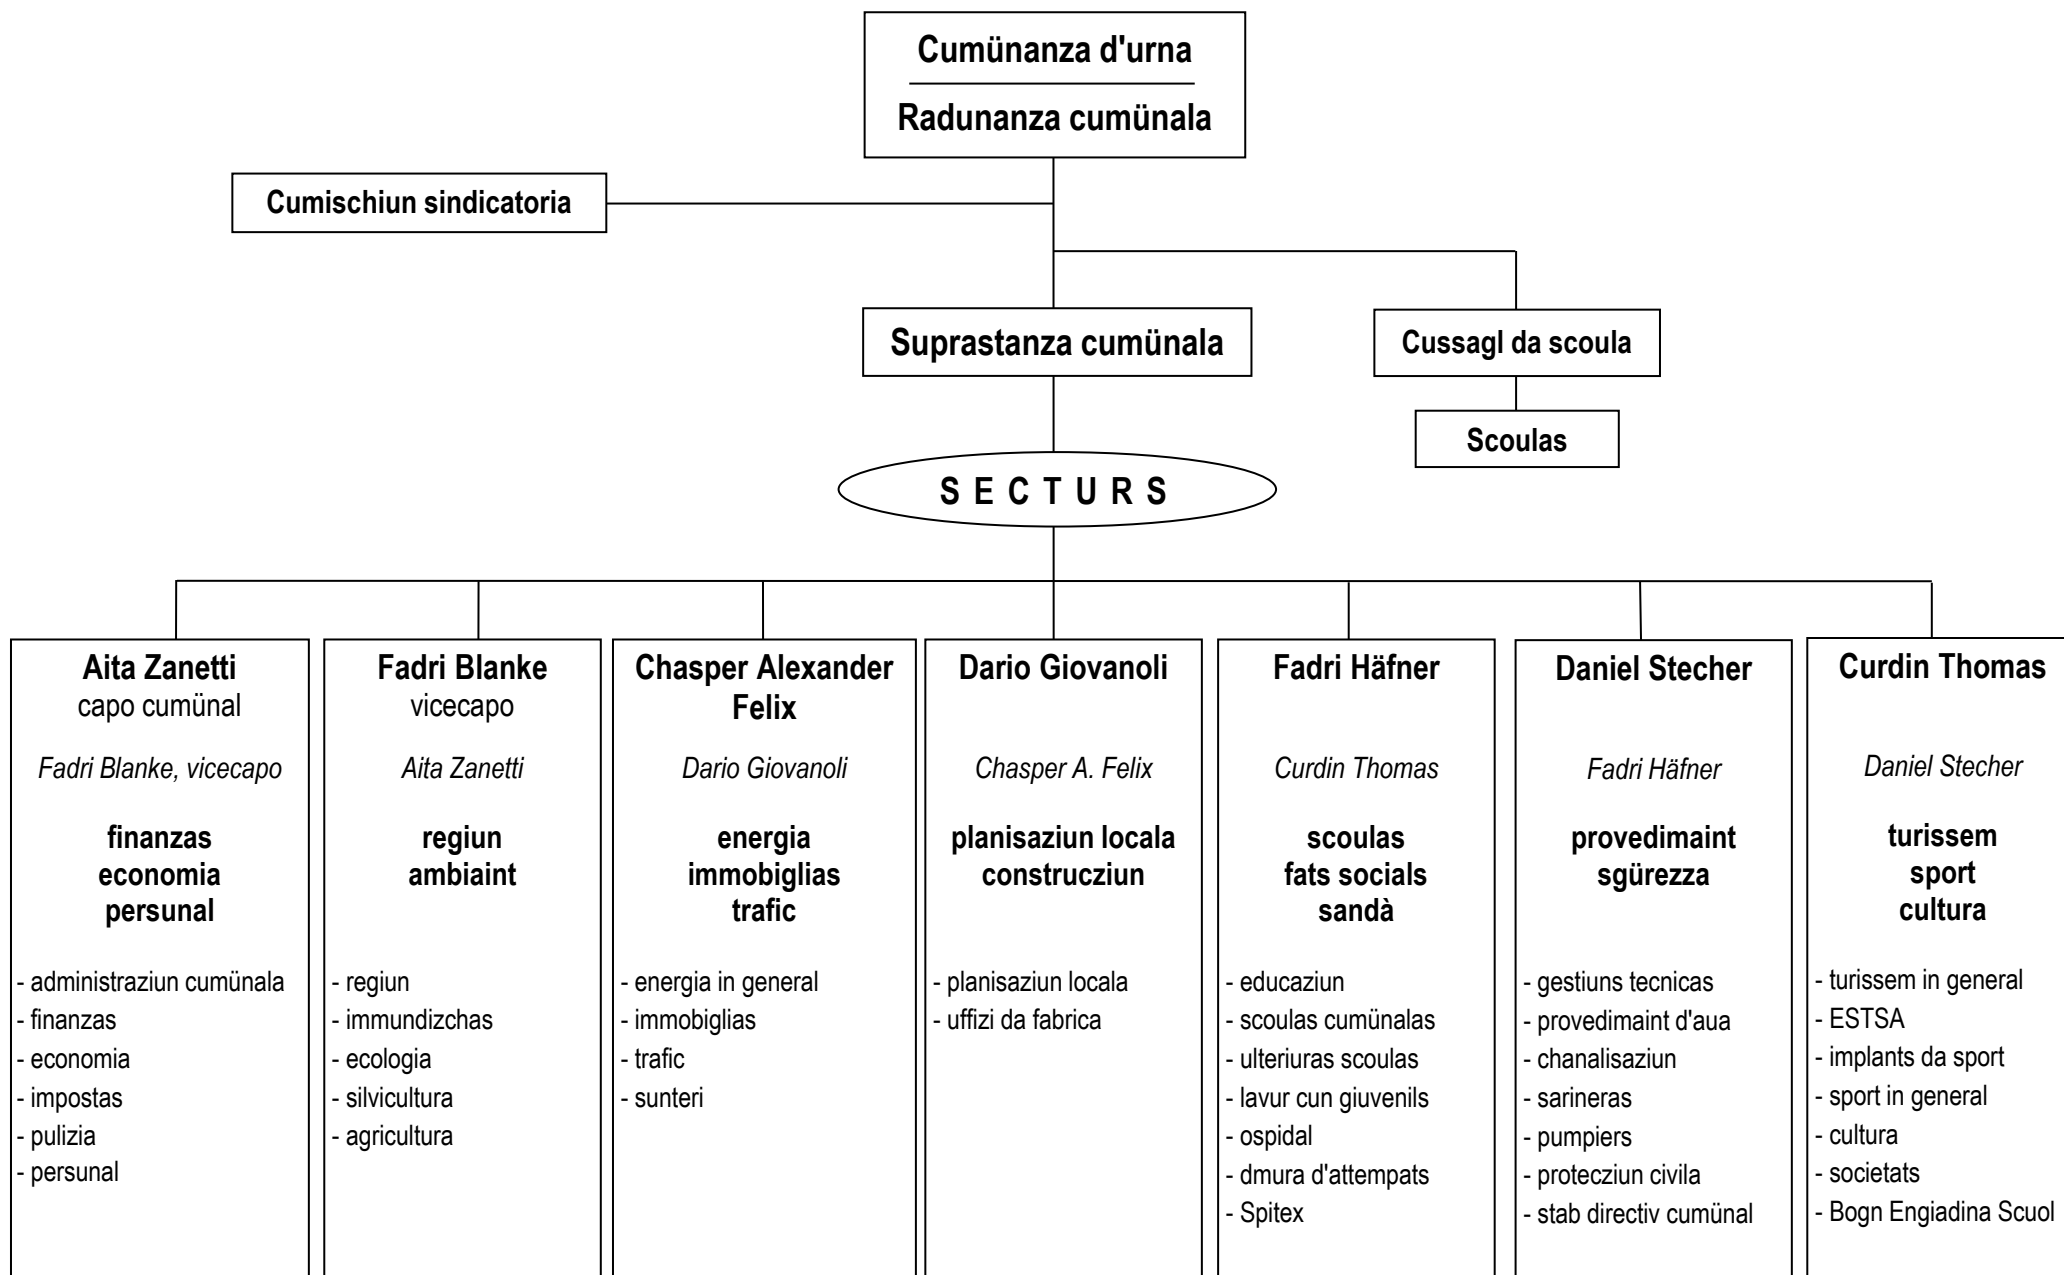 Cumünanza d'urna
Radunanza cumünala
Cumischiun sindicatoria
Suprastanza cumünala
Cussagl da scoula
Scoulas
S E C T U R S
Aita Zanetti
capo cumünal
Fadri Blanke, vicecapo
finanzas
economia
persunal
- administraziun cumünala
- finanzas
- economia
- impostas
- pulizia
- persunal
Fadri Blanke
vicecapo
Aita Zanetti
regiun
ambiaint
- regiun
- immundizchas
- ecologia
- silvicultura
- agricultura
Chasper Alexander
Felix
Dario Giovanoli
energia
immobiglias
trafic
- energia in general
- immobiglias
- trafic
- sunteri
Dario Giovanoli
Chasper A. Felix
planisaziun locala
construcziun
- planisaziun locala
- uffizi da fabrica
Fadri Häfner
Curdin Thomas
scoulas
fats socials
sandà
- educaziun
- scoulas cumünalas
- ulteriuras scoulas
- lavur cun giuvenils
- ospidal
- dmura d'attempats
- Spitex
Daniel Stecher
Fadri Häfner
provedimaint
sgürezza
- gestiuns tecnicas
- provedimaint d'aua
- chanalisaziun
- sarineras
- pumpiers
- protecziun civila
- stab directiv cumünal
Curdin Thomas
Daniel Stecher
turissem
sport
cultura
- turissem in general
- ESTSA
- implants da sport
- sport in general
- cultura
- societats
- Bogn Engiadina Scuol